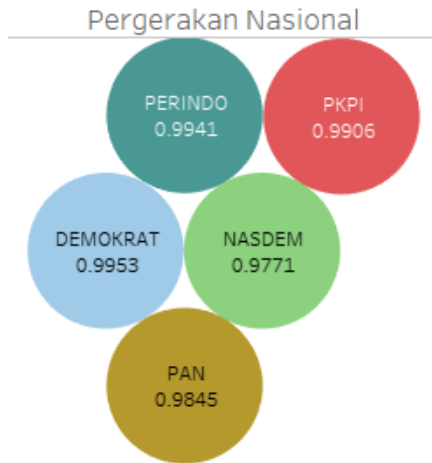 Pergerakan Nasional
PERINDO
0.9941
PKPI
0.9906
DEMOKRAT
0.9953
NASDEM
0.9771
PAN
0.9845